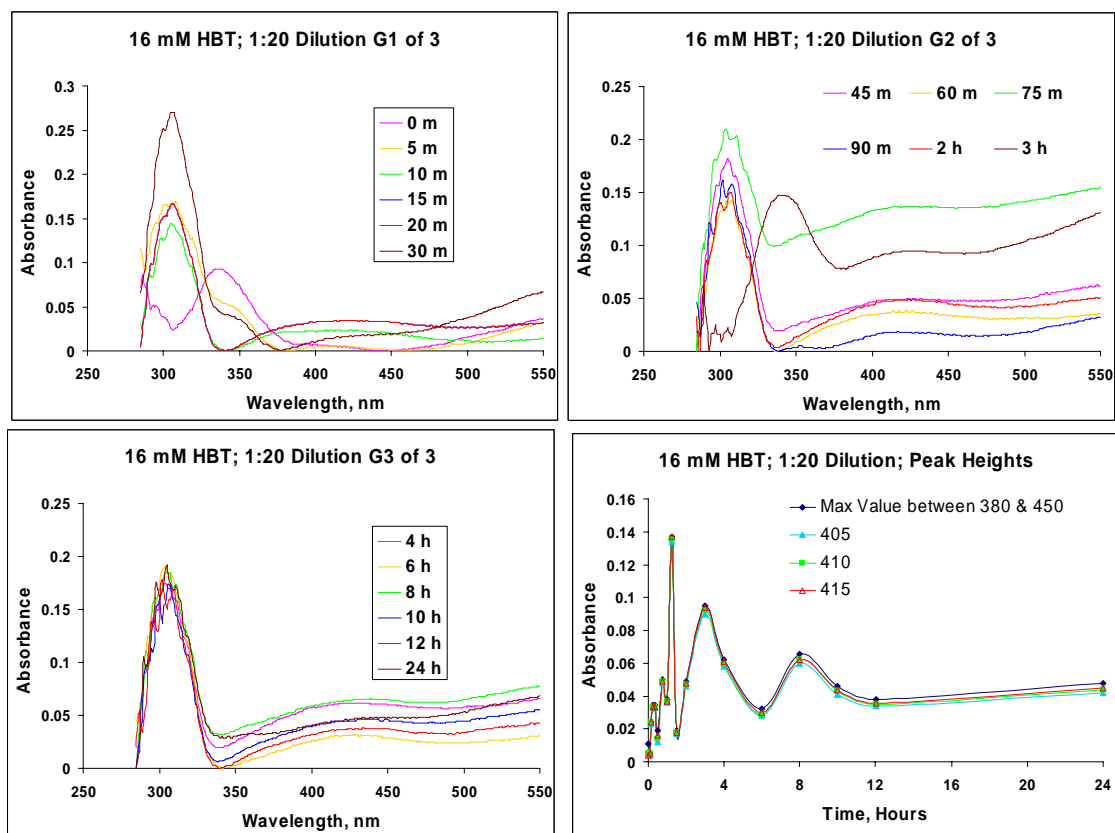 16 mM HBT; 1:20 Dilution G1 of 3
0.3
0.25
0.2
0.15
0.1
0.05
0
Absorbance
250 300 350 400 450 500 550
Wavelength, nm
0 m
5 m
10 m
15 m
20 m
30 m
16 mM HBT; 1:20 Dilution G2 of 3
0.25
0.2
0.15
0.1
0.05
0
Absorbance
250 300 350 400 450 500 550
Wavelength, nm
45 m 60 m 75 m
90 m 2 h 3 h
16 mM HBT; 1:20 Dilution G3 of 3
0.25
0.2
0.15
0.1
0.05
0
Absorbance
250 300 350 400 450 500 550
Wavelength, nm
4 h
6 h
8 h
10 h
12 h
24 h
16 mM HBT; 1:20 Dilution; Peak Heights
0.16
0.14
0.12
0.1
0.08
0.06
0.04
0.02
0
Absorbance
0 4 8 12 16 20 24
Time, Hours
Max Value between 380 & 450
405
410
415